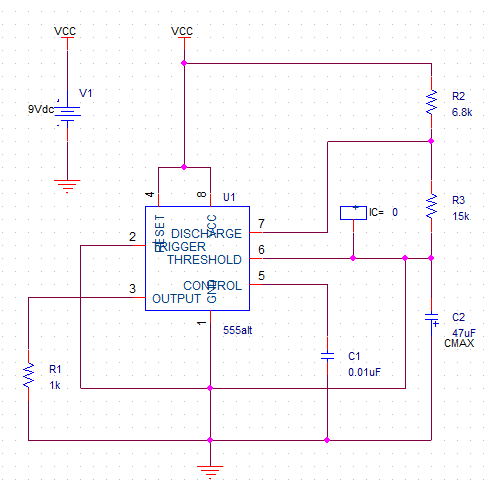 VCC
VCC
V1
9Vdc
R2
6.8k
4
8
U1
R3
15k
IC= 0
7
2
RESET
VCC
DISCHARGE
TRIGGER
6
THRESHOLD
5
CONTROL
3
OUTPUT
GND
1
555alt
C2
47uF
CMAX
C1
0.01uF
R1
1k